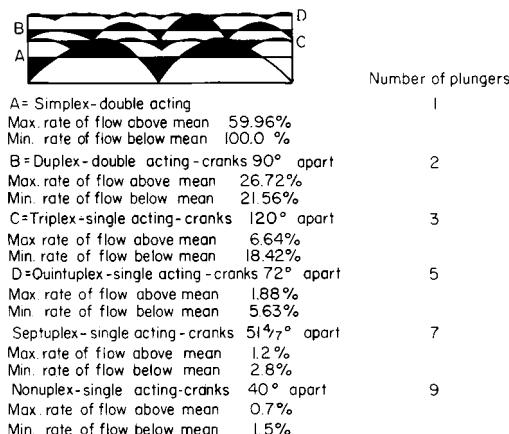 D
B
C
A
Number of plungers
A = Simplex-double acting 1
Max. rate of flow above mean 59.96%
Min. rate of flow below mean 100.0 %
B = Duplex-double acting-cranks 90° apart 2
Max. rate of flow above mean 26.72%
Min. rate of flow below mean 21.56%
C=Triplex-single acting-cranks 120° apart 3
Max rate of flow above mean 6.64%
Min. rate of flow below mean 18.42%
D=Quintuplex-single acting-cranks 72° apart 5
Max. rate of flow above mean 1.88%
Min. rate of flow below mean 5.63%
Septuplex-single acting-cranks 51 4/7° apart 7
Max. rate of flow above mean 1.2%
Min. rate of flow below mean 2.8%
Nonuplex-single acting-cranks 40° apart 9
Max. rate of flow above mean 0.7%
Min. rate of flow below mean 1.5%